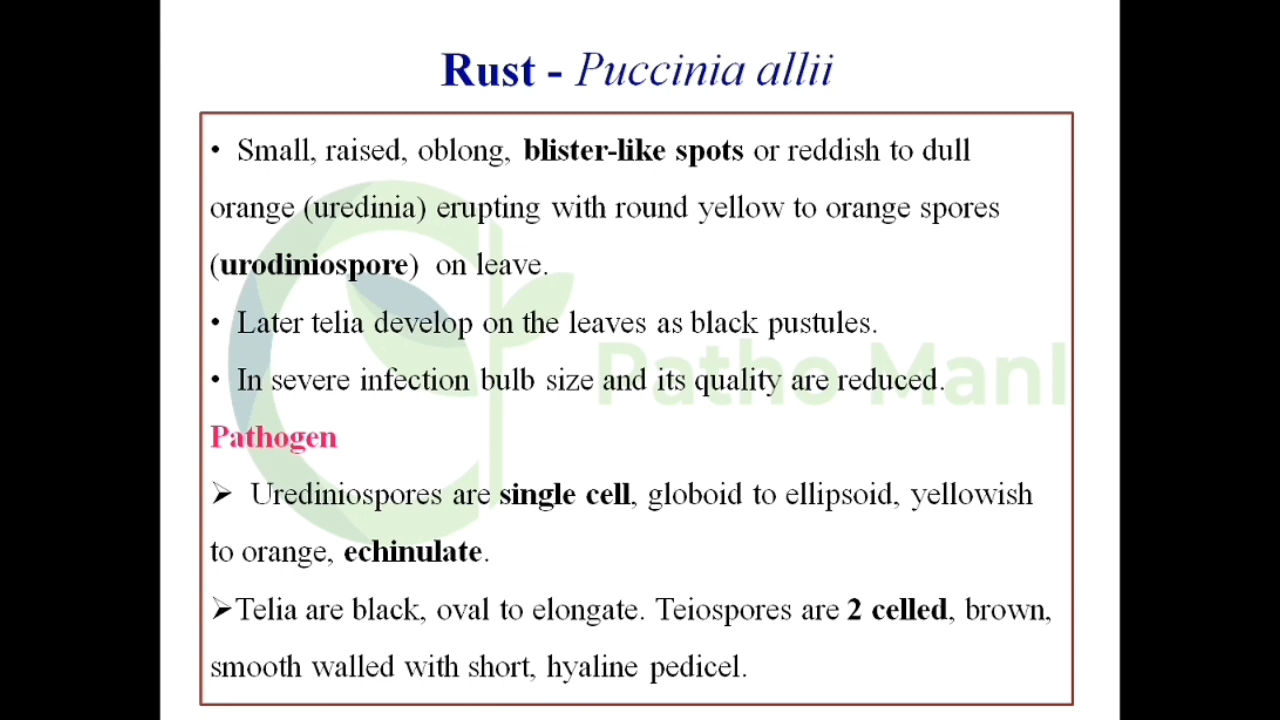 Rust - Puccinia allii
• Small, raised, oblong, blister-like spots or reddish to dull
orange (uredinia) erupting with round yellow to orange spores
(urodiniospore) on leave.
• Later telia develop on the leaves as black pustules.
• In severe infection bulb size and its quality are reduced.
Patho ManI
Pathogen
➢ Urediniospores are single cell, globoid to ellipsoid, yellowish
to orange, echinulate.
➢Telia are black, oval to elongate. Teiospores are 2 celled, brown,
smooth walled with short, hyaline pedicel.